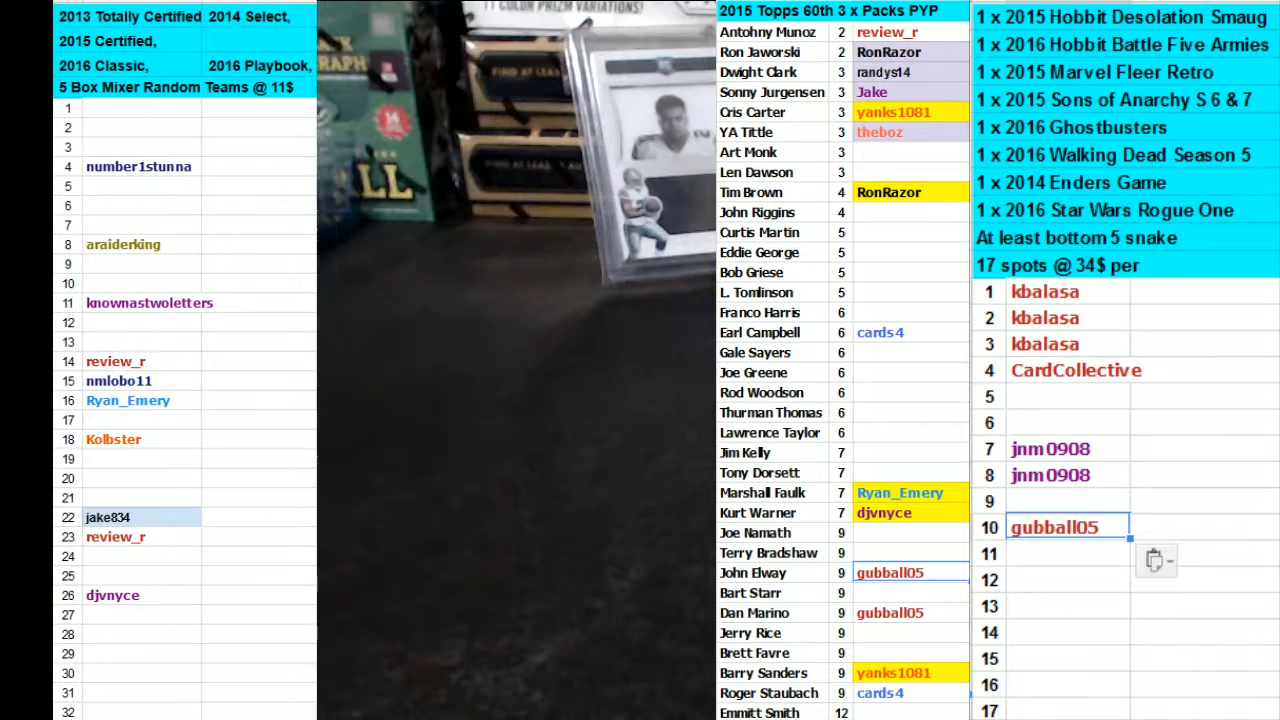 2013 Totally Certified 2014 Select,
2015 Certified,
2016 Classic, 2016 Playbook,
5 Box Mixer Random Teams @ 11$
1
2
3
4 number1stunna
5
6
7
8 araiderking
9
10
11 knownastwoletters
12
13
14 review_r
15 nmlobo11
16 Ryan_Emery
17
18 Kolbster
19
20
21
22 jake834
23 review_r
24
25
26 djvnyce
27
28
29
30
31
32
11 COLOR PRIZM VARIATIONS!
FIND AT LEAST
FIND AT LEAST
14
2015 Topps 60th 3 x Packs PYP
Antohny Munoz 2 review_r
Ron Jaworski 2 RonRazor
Dwight Clark 3 randys14
Sonny Jurgensen 3 Jake
Cris Carter 3 yanks1081
YA Tittle 3 theboz
Art Monk 3
Len Dawson 3
Tim Brown 4 RonRazor
John Riggins 4
Curtis Martin 5
Eddie George 5
Bob Griese 5
L. Tomlinson 5
Franco Harris 6
Earl Campbell 6 cards4
Gale Sayers 6
Joe Greene 6
Rod Woodson 6
Thurman Thomas 6
Lawrence Taylor 6
Jim Kelly 7
Tony Dorsett 7
Marshall Faulk 7 Ryan_Emery
Kurt Warner 7 djvnyce
Joe Namath 9
Terry Bradshaw 9
John Elway 9 gubball05
Bart Starr 9
Dan Marino 9 gubball05
Jerry Rice 9
Brett Favre 9
Barry Sanders 9 yanks1081
Roger Staubach 9 cards4
Emmitt Smith 12
1 x 2015 Hobbit Desolation Smaug
1 x 2016 Hobbit Battle Five Armies
1 x 2015 Marvel Fleer Retro
1 x 2015 Sons of Anarchy S 6 & 7
1 x 2016 Ghostbusters
1 x 2016 Walking Dead Season 5
1 x 2014 Enders Game
1 x 2016 Star Wars Rogue One
At least bottom 5 snake
17 spots @ 34$ per
1 kbalasa
2 kbalasa
3 kbalasa
4 CardCollective
5
6
7 jnm0908
8 jnm0908
9
10 gubball05
11
12
13
14
15
16
17